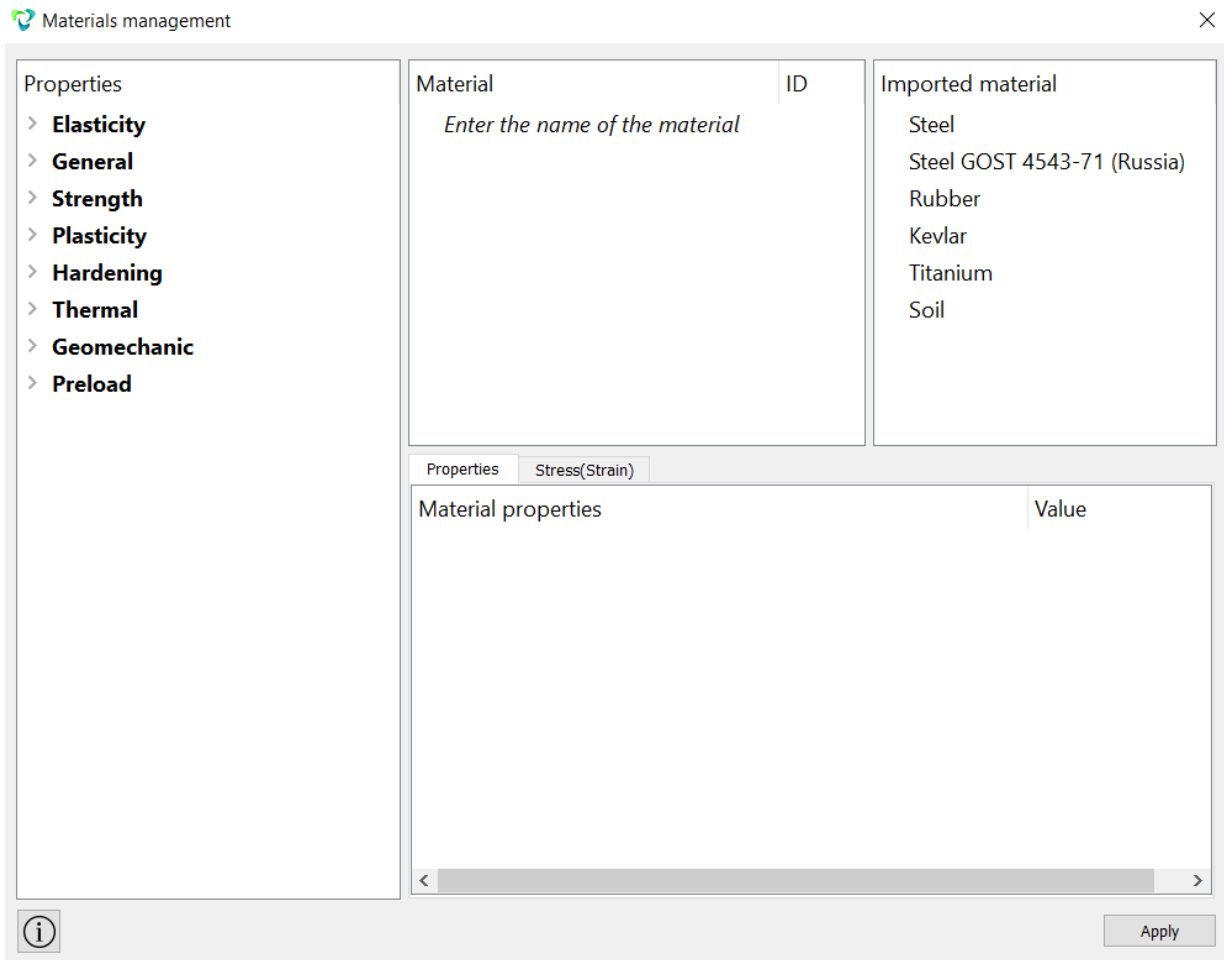 Materials management
Properties
Elasticity
General
Strength
Plasticity
Hardening
Thermal
Geomechanic
Preload
Material ID
Enter the name of the material
Imported material
Steel
Steel GOST 4543-71 (Russia)
Rubber
Kevlar
Titanium
Soil
Properties Stress(Strain)
Material properties Value
Apply